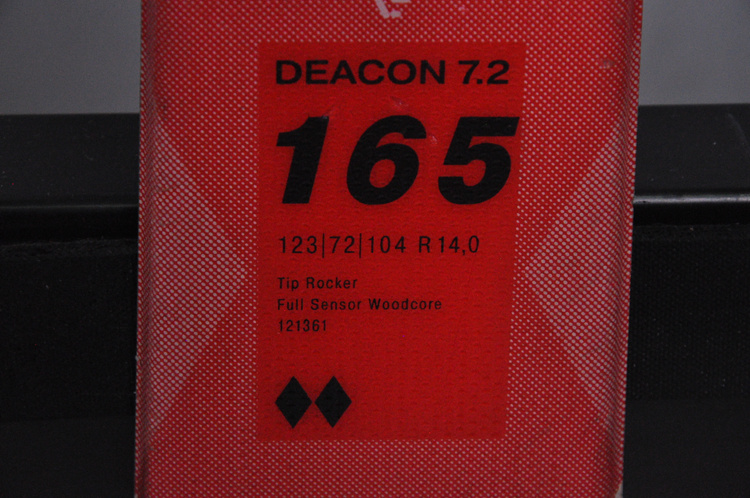 DEACON 7.2
165
123|72|104 R 14,0
Tip Rocker
Full Sensor Woodcore
121361